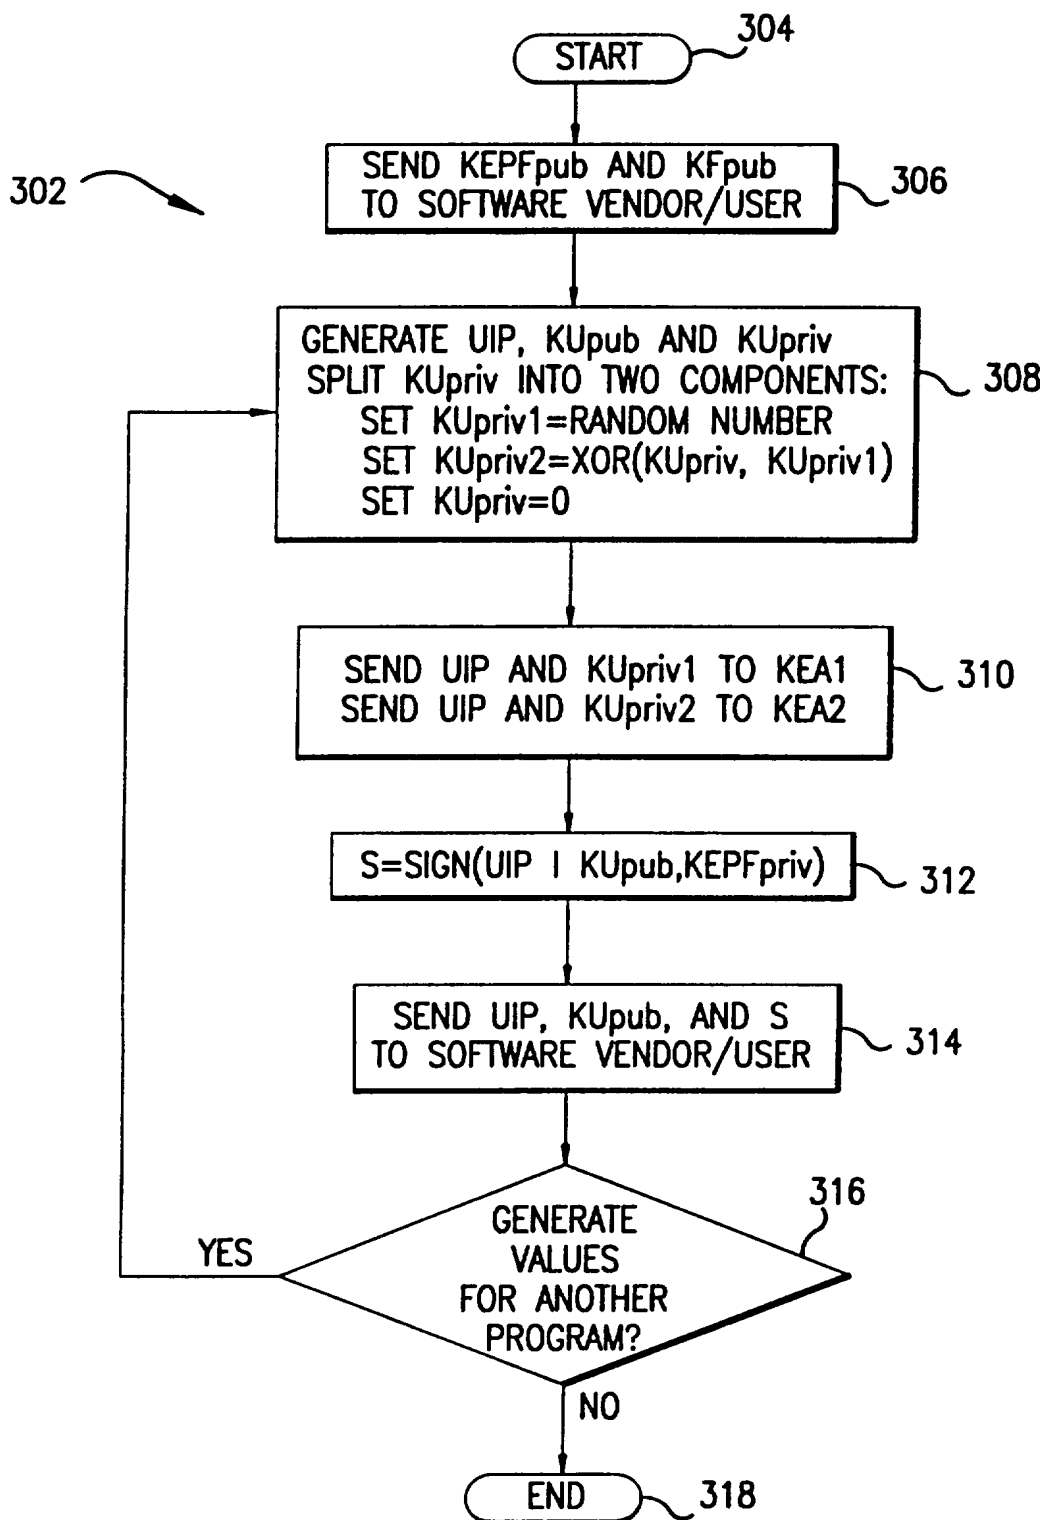 304
START
302
SEND KEPFpub AND KFpub
TO SOFTWARE VENDOR/USER
306
GENERATE UIP, KUpub AND KUpriv
SPLIT KUpriv INTO TWO COMPONENTS:
SET KUpriv1=RANDOM NUMBER
SET KUpriv2=XOR(KUpriv, KUpriv1)
SET KUpriv=0
308
SEND UIP AND KUpriv1 TO KEA1
SEND UIP AND KUpriv2 TO KEA2
310
S=SIGN(UIP | KUpub,KEPFpriv)
312
SEND UIP, KUpub, AND S
TO SOFTWARE VENDOR/USER
314
316
GENERATE
VALUES
FOR ANOTHER
PROGRAM?
YES
NO
END
318